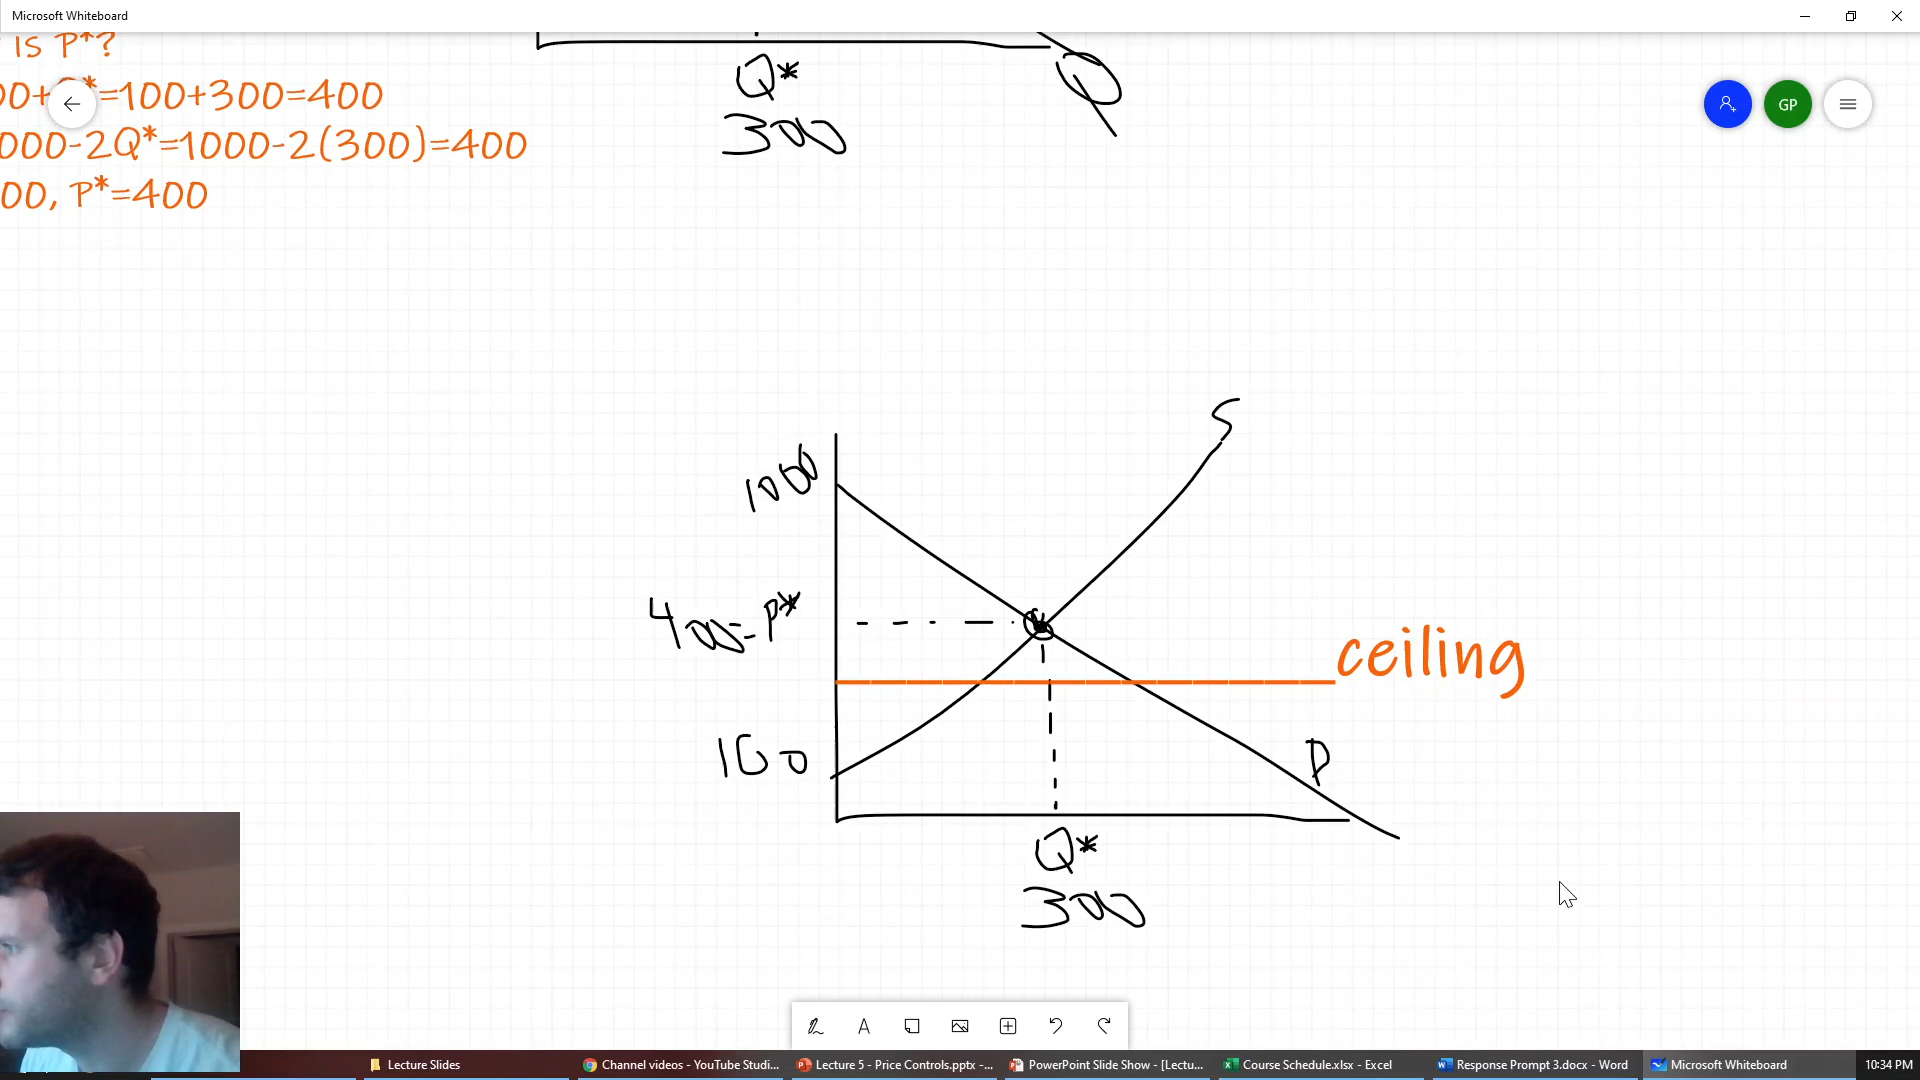 Microsoft Whiteboard
is P*?
00+Q*=100+300=400
000-2Q*=1000-2(300)=400
00, P*=400
Q*
300
GP
S
1000
400=P*
ceiling
100
D
Q*
300
Lecture Slides
Channel videos - YouTube Studi...
Lecture 5 - Price Controls.pptx -...
PowerPoint Slide Show - [Lectu...
Course Schedule.xlsx - Excel
Response Prompt 3.docx - Word
Microsoft Whiteboard
10:34 PM